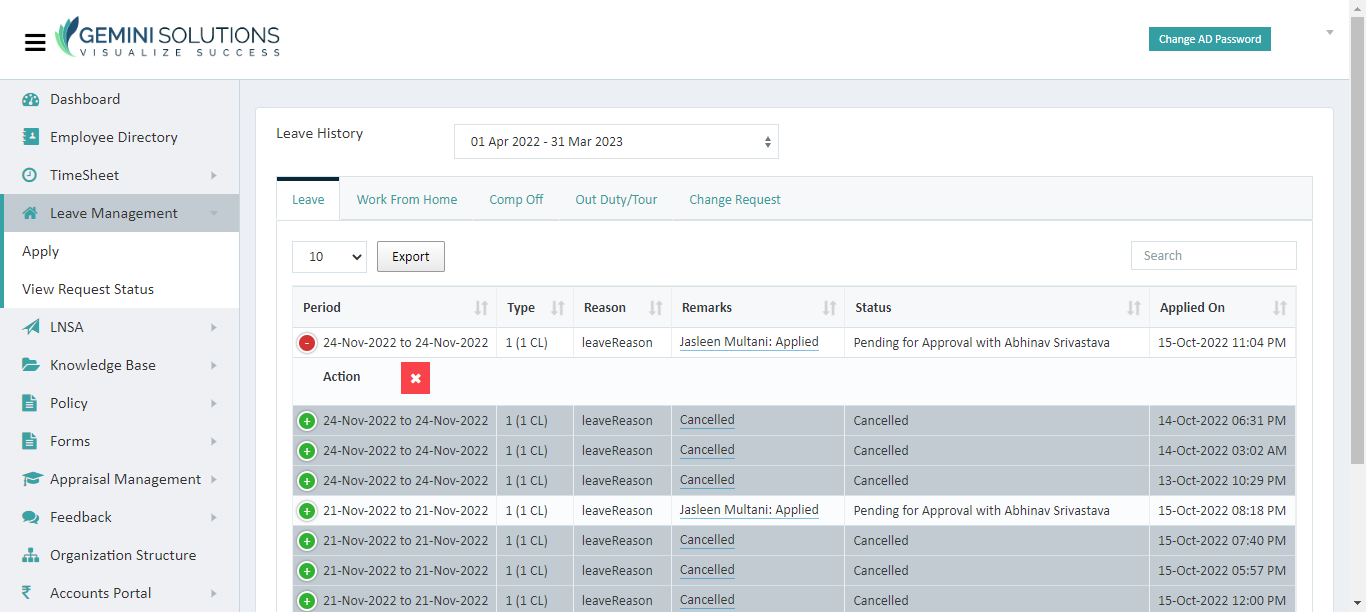 GEMINI SOLUTIONS
VISUALIZE SUCCESS
Change AD Password
Dashboard
Employee Directory
TimeSheet
Leave Management
Apply
View Request Status
LNSA
Knowledge Base
Policy
Forms
Appraisal Management
Feedback
Organization Structure
Accounts Portal
Leave History
01 Apr 2022 - 31 Mar 2023
Leave Work From Home Comp Off Out Duty/Tour Change Request
10 Export Search
Period Type Reason Remarks Status Applied On
24-Nov-2022 to 24-Nov-2022 1 (1 CL) leaveReason Jasleen Multani: Applied Pending for Approval with Abhinav Srivastava 15-Oct-2022 11:04 PM
Action
24-Nov-2022 to 24-Nov-2022 1 (1 CL) leaveReason Cancelled Cancelled 14-Oct-2022 06:31 PM
24-Nov-2022 to 24-Nov-2022 1 (1 CL) leaveReason Cancelled Cancelled 14-Oct-2022 03:02 AM
24-Nov-2022 to 24-Nov-2022 1 (1 CL) leaveReason Cancelled Cancelled 13-Oct-2022 10:29 PM
21-Nov-2022 to 21-Nov-2022 1 (1 CL) leaveReason Jasleen Multani: Applied Pending for Approval with Abhinav Srivastava 15-Oct-2022 08:18 PM
21-Nov-2022 to 21-Nov-2022 1 (1 CL) leaveReason Cancelled Cancelled 15-Oct-2022 07:40 PM
21-Nov-2022 to 21-Nov-2022 1 (1 CL) leaveReason Cancelled Cancelled 15-Oct-2022 05:57 PM
21-Nov-2022 to 21-Nov-2022 1 (1 CL) leaveReason Cancelled Cancelled 15-Oct-2022 12:00 PM